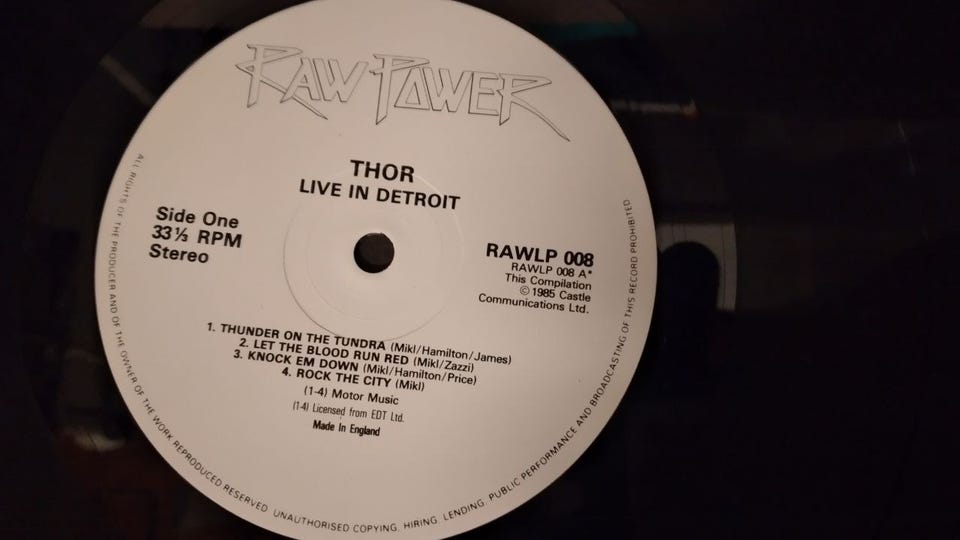 RAW POWER
THOR
LIVE IN DETROIT
Side One
33⅓ RPM
Stereo
RAWLP 008
RAWLP 008 A*
This Compilation
© 1985 Castle
Communications Ltd.
1. THUNDER ON THE TUNDRA (Mikl/Hamilton/James)
2. LET THE BLOOD RUN RED (Mikl/Zazzi)
3. KNOCK EM DOWN (Mikl/Hamilton/Price)
4. ROCK THE CITY (Mikl)
(1-4) Motor Music
(1-4) Licensed from EDT Ltd.
Made In England
ALL RIGHTS OF THE PRODUCER AND OF THE OWNER OF THE WORK REPRODUCED RESERVED. UNAUTHORISED COPYING, HIRING, LENDING, PUBLIC PERFORMANCE AND BROADCASTING OF THIS RECORD PROHIBITED